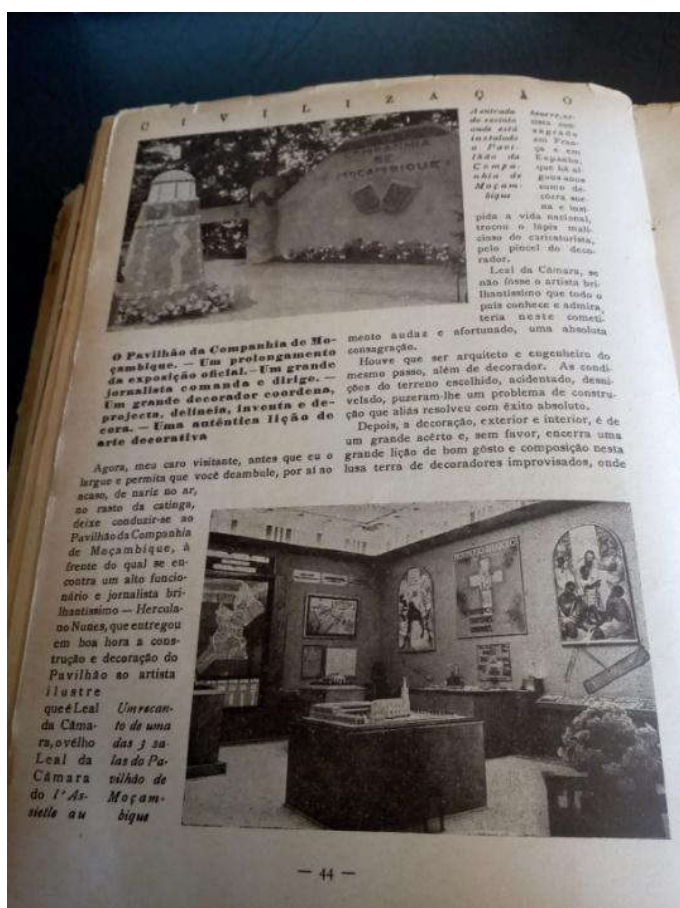 CIVILIZAÇÃO
COMPANHIA
DE
MOÇAMBIQUE
A entrada
do recinto
onde está
instalado
o Pavi-
lhão da
Compa-
nhia de
Moçam-
bique
O Pavilhão da Companhia de Mo-
çambique. — Um prolongamento
da exposição oficial. — Um grande
jornalista comanda e dirige. —
Um grande decorador coordena,
projecta, delineia, inventa e de-
cora. — Uma autêntica lição de
arte decorativa
Agora, meu caro visitante, antes que eu o
largue e permita que você deambule, por aí ao
acaso, de nariz no ar,
no rasto da catinga,
deixe conduzir-se ao
Pavilhão da Companhia
de Moçambique, à
frente do qual se en-
contra um alto funcio-
nário e jornalista bri-
lhantíssimo — Hercula-
no Nunes, que entregou
em boa hora a cons-
trução e decoração do
Pavilhão ao artista
ilustre
que é Leal
da Câma-
ra, o vélho
Leal da
Câmara
do l'As-
siette au
beurre, ar-
tista con-
sagrado
em Fran-
ça e em
Espanha,
que há al-
guns anos
como de-
corra sor-
na e insí-
pida a vida nacional,
trocou o lápis mali-
cioso do caricaturista,
pelo pincel do deco-
rador.
Leal da Câmara, se
não fôsse o artista bri-
lhantíssimo que todo o
país conhece e admira,
teria neste cometi-
mento audaz e afortunado, uma absoluta
consagração.
Houve que ser arquiteto e engenheiro do
mesmo passo, além de decorador. As condi-
ções do terreno escolhido, acidentado, desni-
velado, puzeram-lhe um problema de constru-
ção que aliás resolveu com êxito absoluto.
Depois, a decoração, exterior e interior, é de
um grande acêrto e, sem favor, encerra uma
grande lição de bom gôsto e composição nesta
lusa terra de decoradores improvisados, onde
Um recan-
to de uma
das 3 sa-
las do Pa-
vilhão de
Moçam-
bique
— 44 —